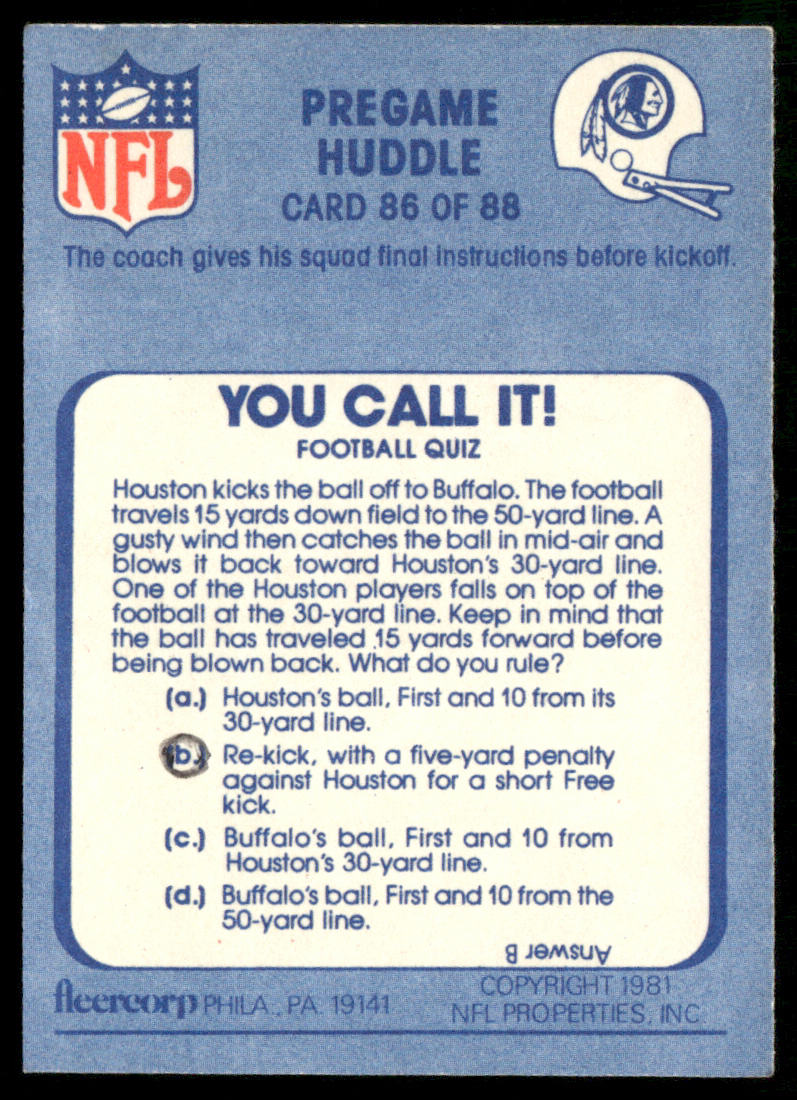 NFL
PREGAME
HUDDLE
CARD 86 OF 88
The coach gives his squad final instructions before kickoff.
YOU CALL IT!
FOOTBALL QUIZ
Houston kicks the ball off to Buffalo. The football
travels 15 yards down field to the 50-yard line. A
gusty wind then catches the ball in mid-air and
blows it back toward Houston's 30-yard line.
One of the Houston players falls on top of the
football at the 30-yard line. Keep in mind that
the ball has traveled 15 yards forward before
being blown back. What do you rule?
(a.) Houston's ball, First and 10 from its
30-yard line.
(b.) Re-kick, with a five-yard penalty
against Houston for a short Free
kick.
(c.) Buffalo's ball, First and 10 from
Houston's 30-yard line.
(d.) Buffalo's ball, First and 10 from the
50-yard line.
Answer B
fleercorp PHILA., PA. 19141
COPYRIGHT 1981
NFL PROPERTIES, INC.